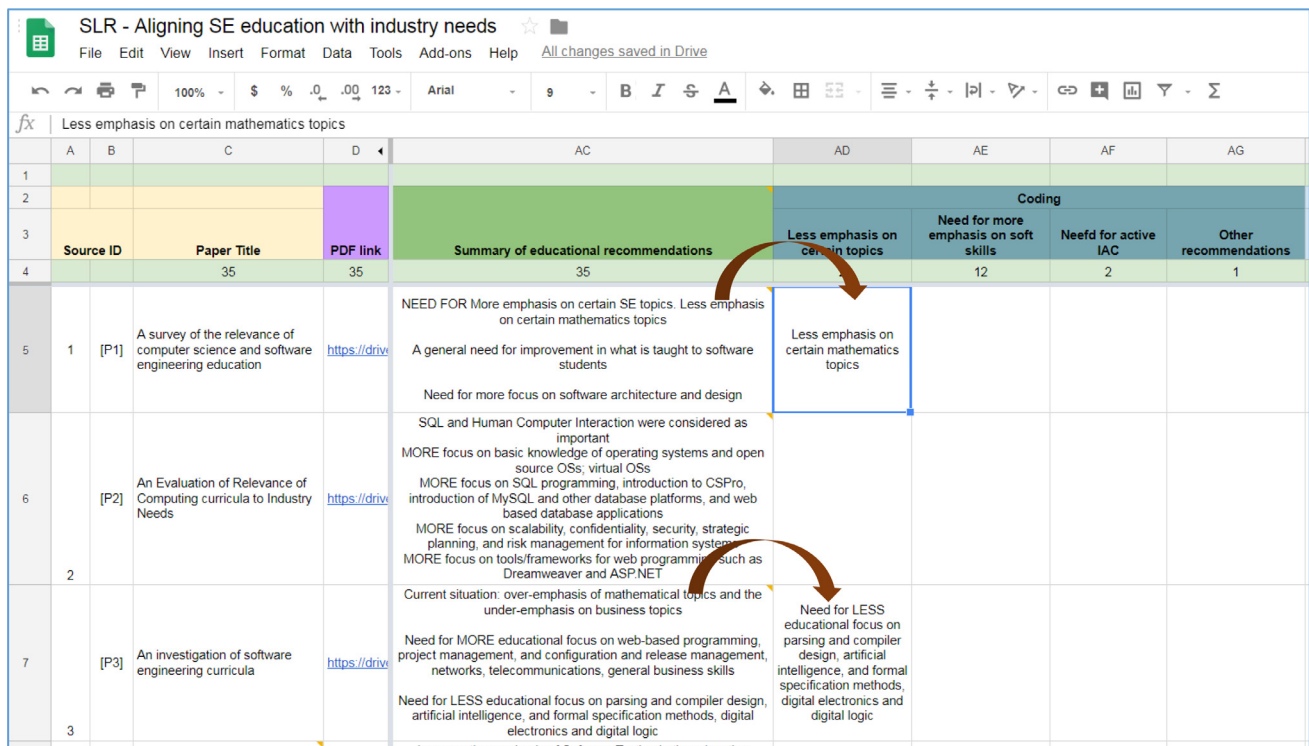 SLR - Aligning SE education with industry needs
File Edit View Insert Format Data Tools Add-ons Help All changes saved in Drive
100% $ % .0 .00 123 Arial 9 B I S A
fx Less emphasis on certain mathematics topics
A B C D AC AD AE AF AG
1
2 Coding
3 Source ID Paper Title PDF link Summary of educational recommendations
Less emphasis on
certain topics
Need for more
emphasis on soft
skills
Neefd for active
IAC
Other
recommendations
4 35 35 35 12 2 1
5 1 [P1]
A survey of the relevance of
computer science and software
engineering education
https://drive
NEED FOR More emphasis on certain SE topics. Less emphasis
on certain mathematics topics
A general need for improvement in what is taught to software
students
Need for more focus on software architecture and design
Less emphasis on
certain mathematics
topics
6 2 [P2]
An Evaluation of Relevance of
Computing curricula to Industry
Needs
https://drive
SQL and Human Computer Interaction were considered as
important
MORE focus on basic knowledge of operating systems and open
source OSs; virtual OSs
MORE focus on SQL programming, introduction to CSPro,
introduction of MySQL and other database platforms, and web
based database applications
MORE focus on scalability, confidentiality, security, strategic
planning, and risk management for information systems
MORE focus on tools/frameworks for web programming such as
Dreamweaver and ASP.NET
7 3 [P3]
An investigation of software
engineering curricula
https://drive
Current situation: over-emphasis of mathematical topics and the
under-emphasis on business topics
Need for MORE educational focus on web-based programming,
project management, and configuration and release management,
networks, telecommunications, general business skills
Need for LESS educational focus on parsing and compiler design,
artificial intelligence, and formal specification methods, digital
electronics and digital logic
Need for LESS
educational focus on
parsing and compiler
design, artificial
intelligence, and formal
specification methods,
digital electronics and
digital logic